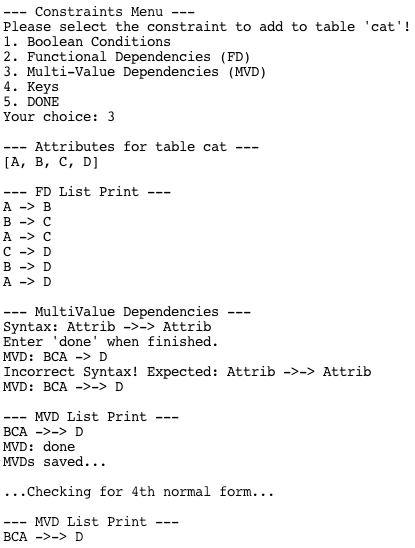 --- Constraints Menu ---
Please select the constraint to add to table 'cat'!
1. Boolean Conditions
2. Functional Dependencies (FD)
3. Multi-Value Dependencies (MVD)
4. Keys
5. DONE
Your choice: 3
--- Attributes for table cat ---
[A, B, C, D]
--- FD List Print ---
A -> B
B -> C
A -> C
C -> D
B -> D
A -> D
--- MultiValue Dependencies ---
Syntax: Attrib ->-> Attrib
Enter 'done' when finished.
MVD: BCA -> D
Incorrect Syntax! Expected: Attrib ->-> Attrib
MVD: BCA ->-> D
--- MVD List Print ---
BCA ->-> D
MVD: done
MVDs saved...
...Checking for 4th normal form...
--- MVD List Print ---
BCA ->-> D